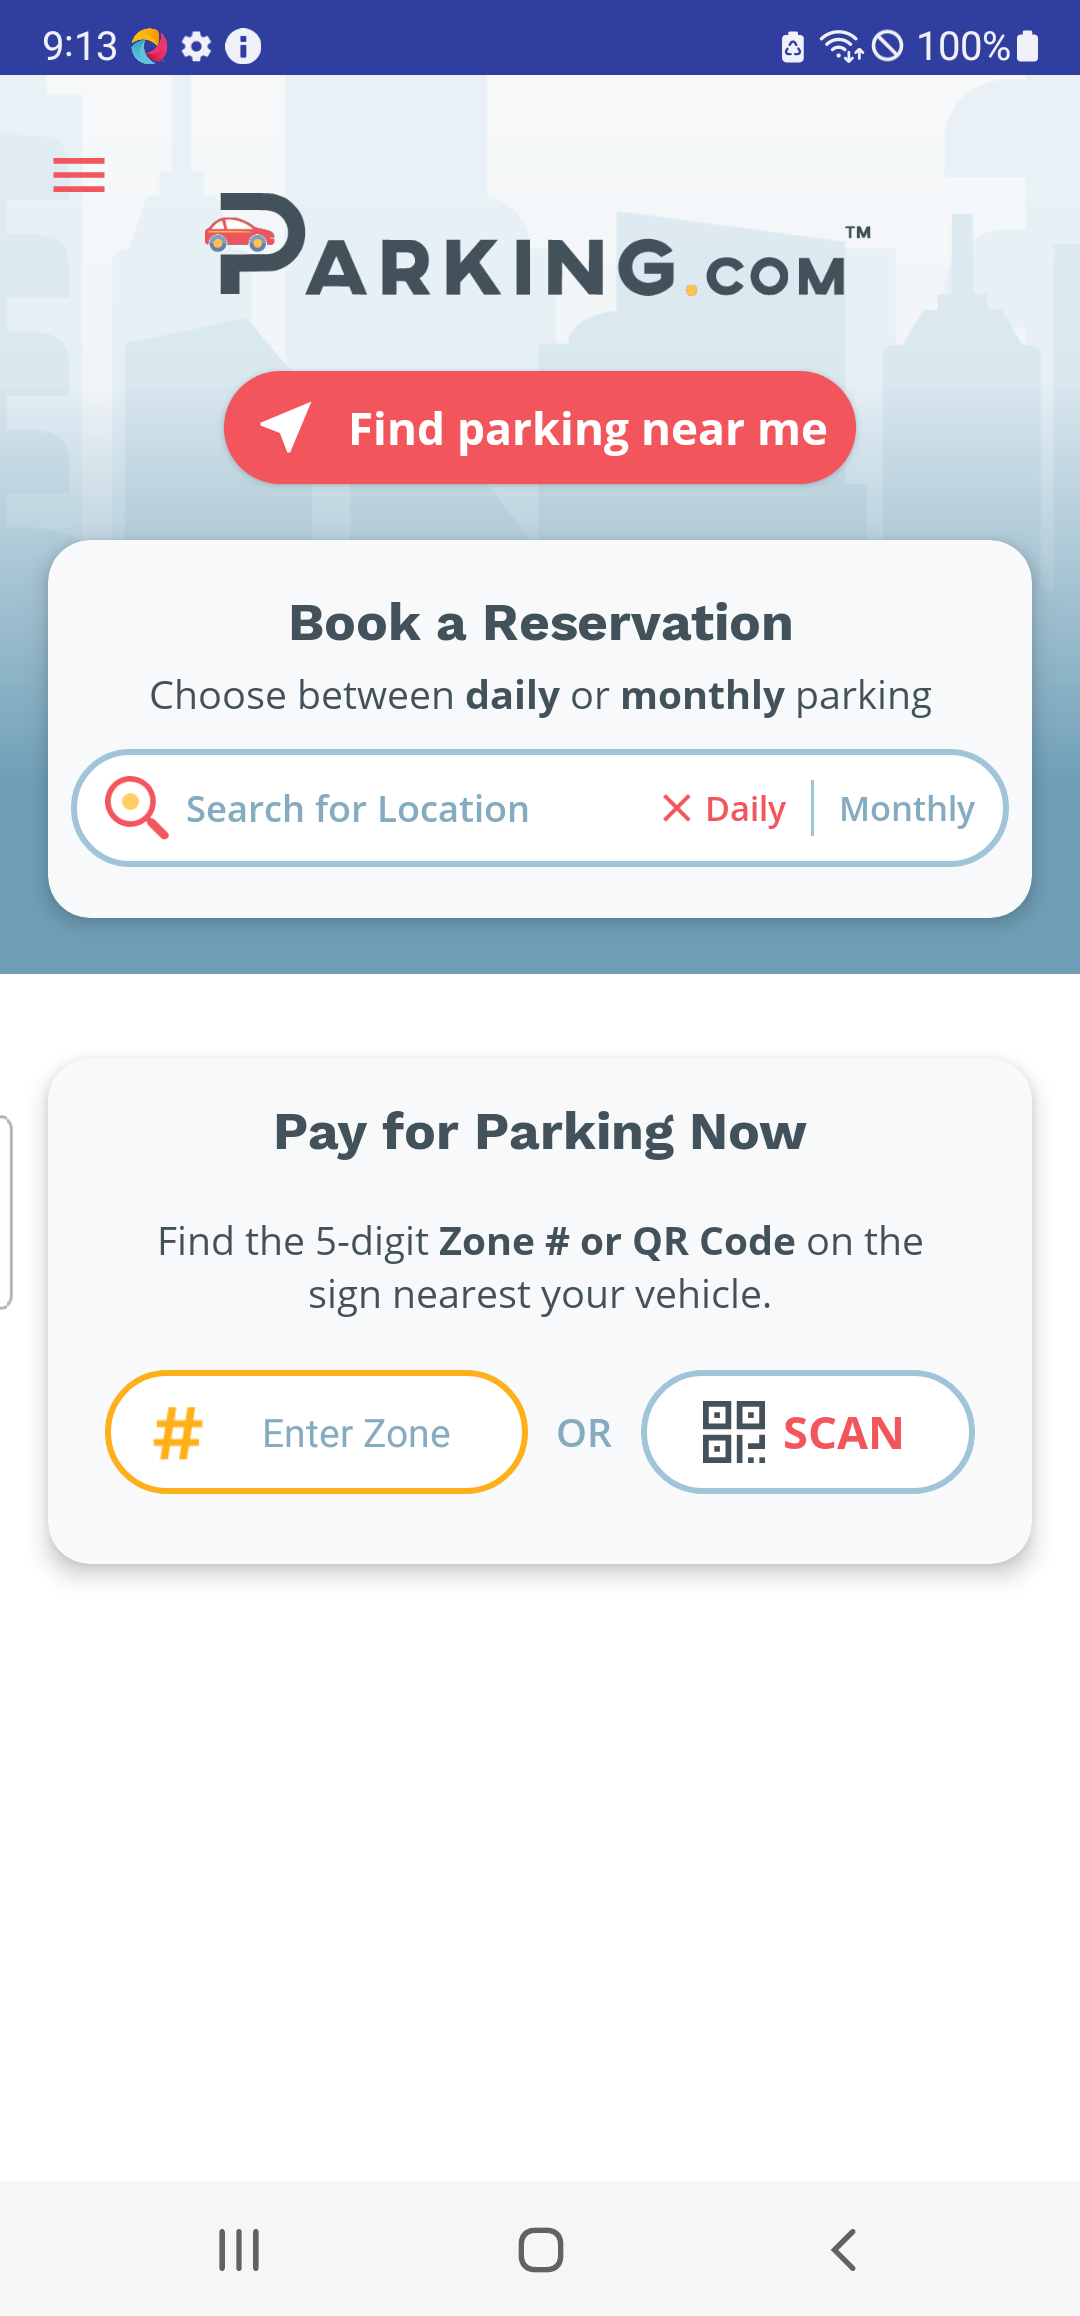 9:13
100%
PARKING.COM™
Find parking near me
Book a Reservation
Choose between daily or monthly parking
Search for Location
Daily
Monthly
Pay for Parking Now
Find the 5-digit Zone # or QR Code on the
sign nearest your vehicle.
# Enter Zone
OR
SCAN